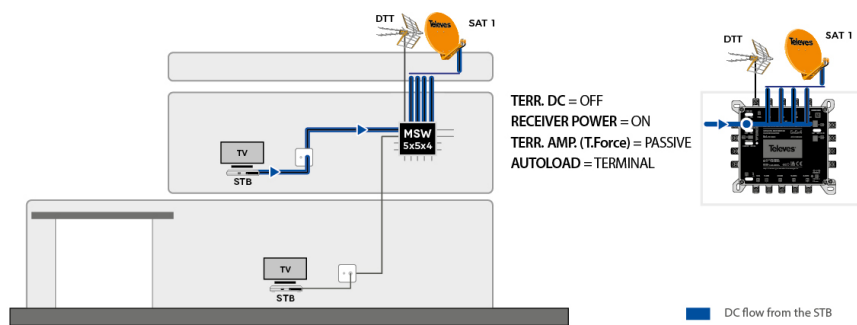 DTT
SAT 1
Televes
MSW
5x5x4
TV
STB
TV
STB
TERR. DC = OFF
RECEIVER POWER = ON
TERR. AMP. (T.Force) = PASSIVE
AUTOLOAD = TERMINAL
DTT
SAT 1
Televes
Televes
DC flow from the STB